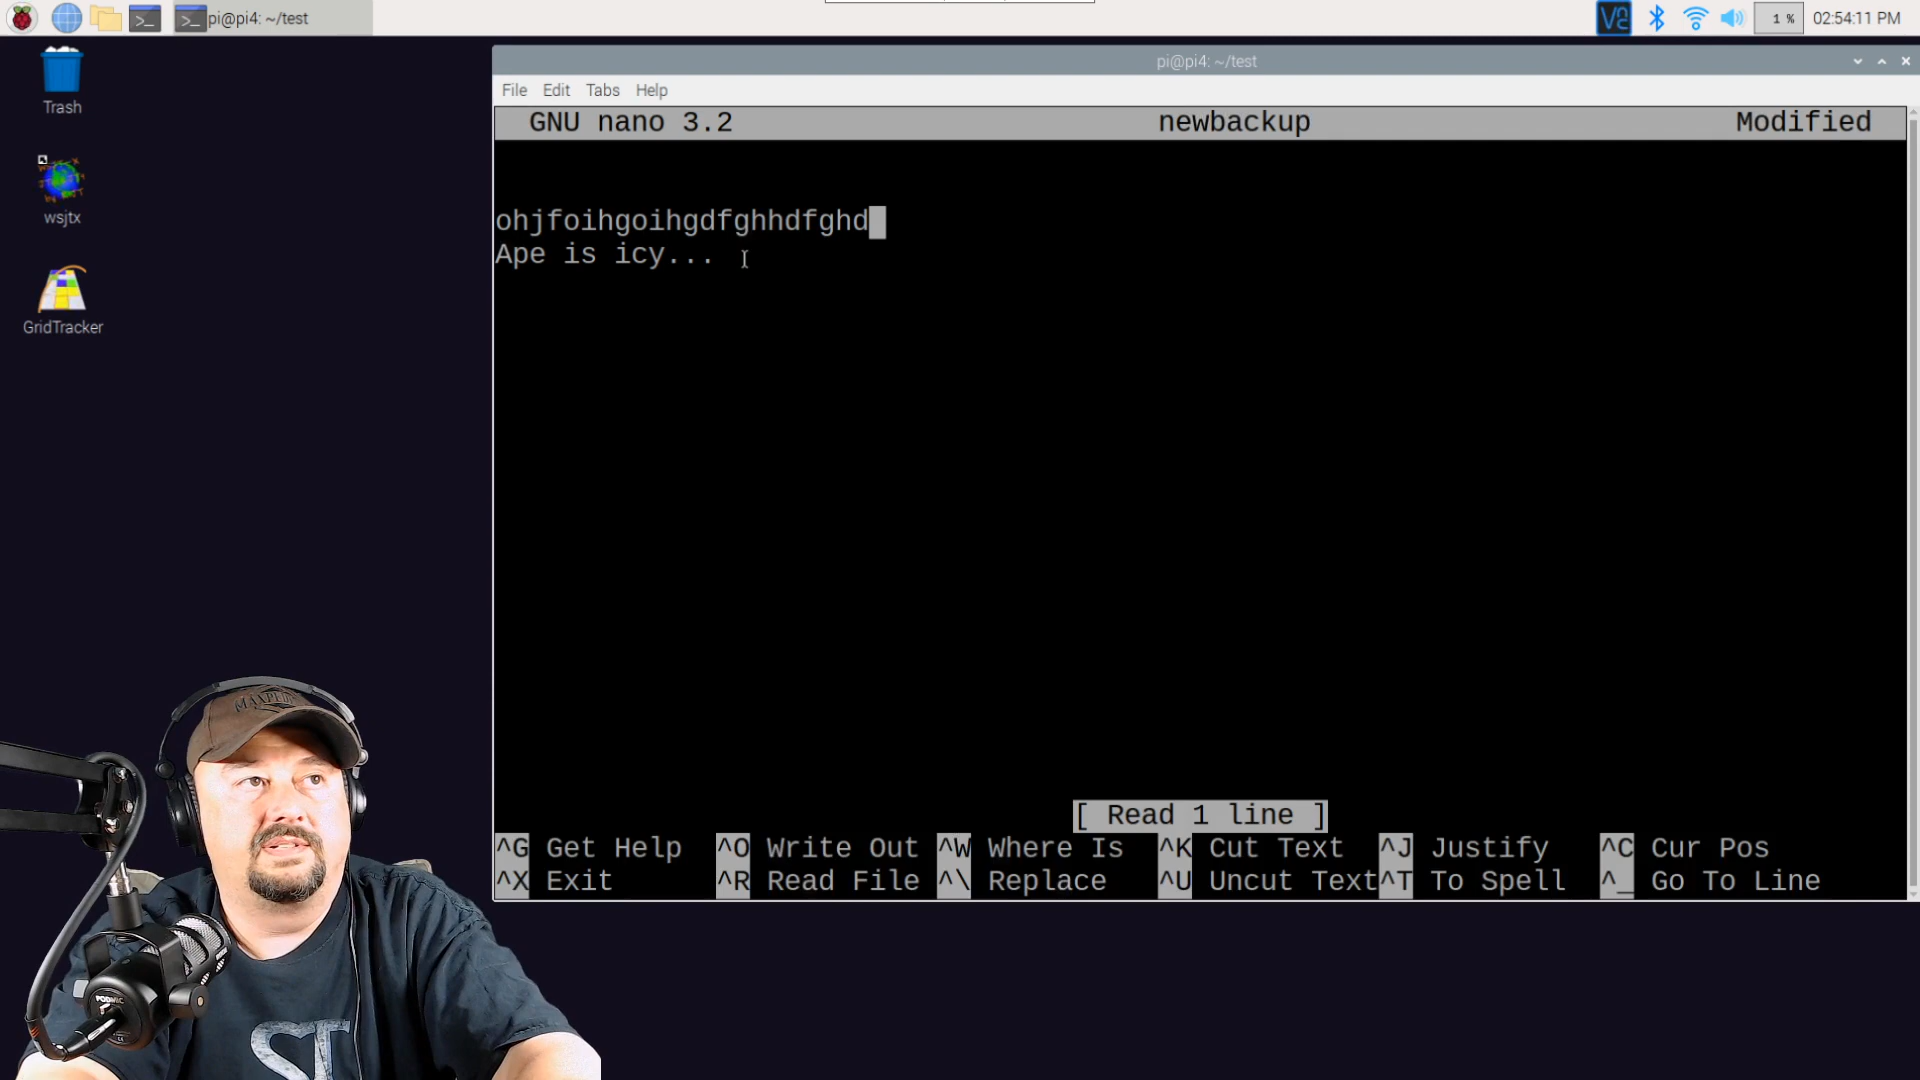 pi@pi4: ~/test
1 %
02:54:11 PM
Trash
wsjtx
GridTracker
pi@pi4: ~/test
File Edit Tabs Help
GNU nano 3.2 newbackup Modified
ohjfoihgoihgdfghhdfghd
Ape is icy...
[ Read 1 line ]
^G Get Help ^O Write Out ^W Where Is ^K Cut Text ^J Justify ^C Cur Pos
^X Exit ^R Read File ^\ Replace ^U Uncut Text ^T To Spell ^_ Go To Line
PODMIC